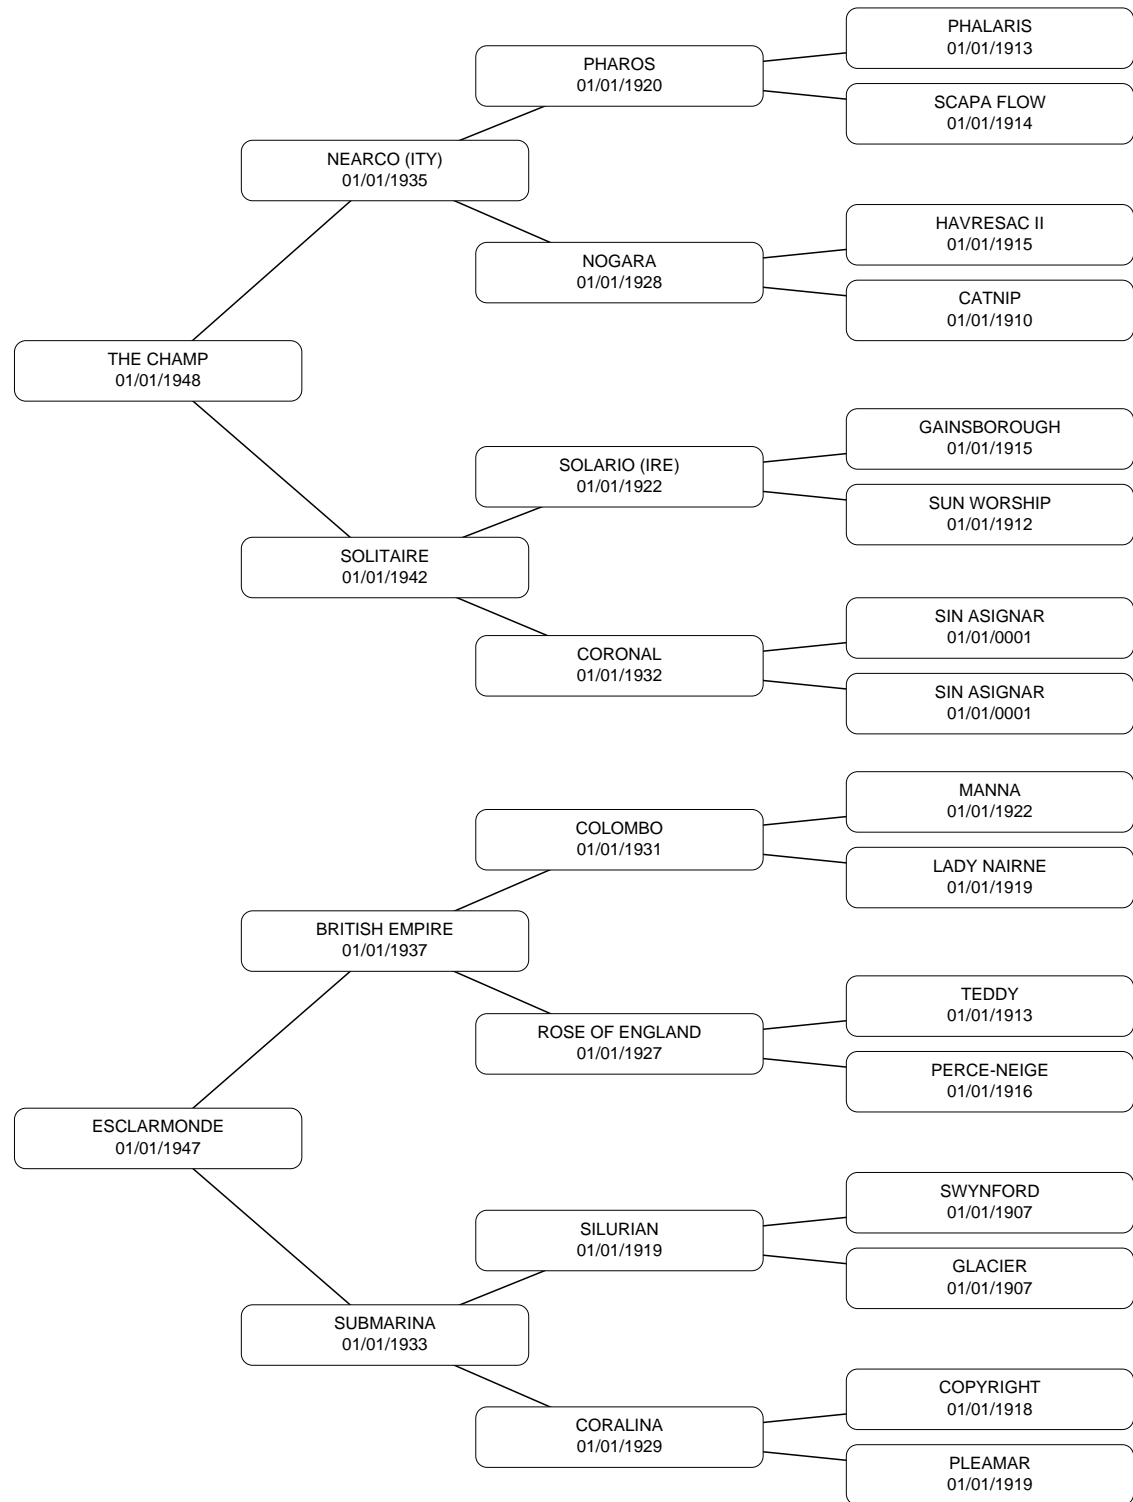 PHALARIS
01/01/1913
PHAROS
01/01/1920
SCAPA FLOW
01/01/1914
NEARCO (ITY)
01/01/1935
HAVRESAC II
01/01/1915
NOGARA
01/01/1928
CATNIP
01/01/1910
THE CHAMP
01/01/1948
GAINSBOROUGH
01/01/1915
SOLARIO (IRE)
01/01/1922
SUN WORSHIP
01/01/1912
SOLITAIRE
01/01/1942
SIN ASIGNAR
01/01/0001
CORONAL
01/01/1932
SIN ASIGNAR
01/01/0001
MANNA
01/01/1922
COLOMBO
01/01/1931
LADY NAIRNE
01/01/1919
BRITISH EMPIRE
01/01/1937
TEDDY
01/01/1913
ROSE OF ENGLAND
01/01/1927
PERCE-NEIGE
01/01/1916
ESCLARMONDE
01/01/1947
SWYNFORD
01/01/1907
SILURIAN
01/01/1919
GLACIER
01/01/1907
SUBMARINA
01/01/1933
COPYRIGHT
01/01/1918
CORALINA
01/01/1929
PLEAMAR
01/01/1919